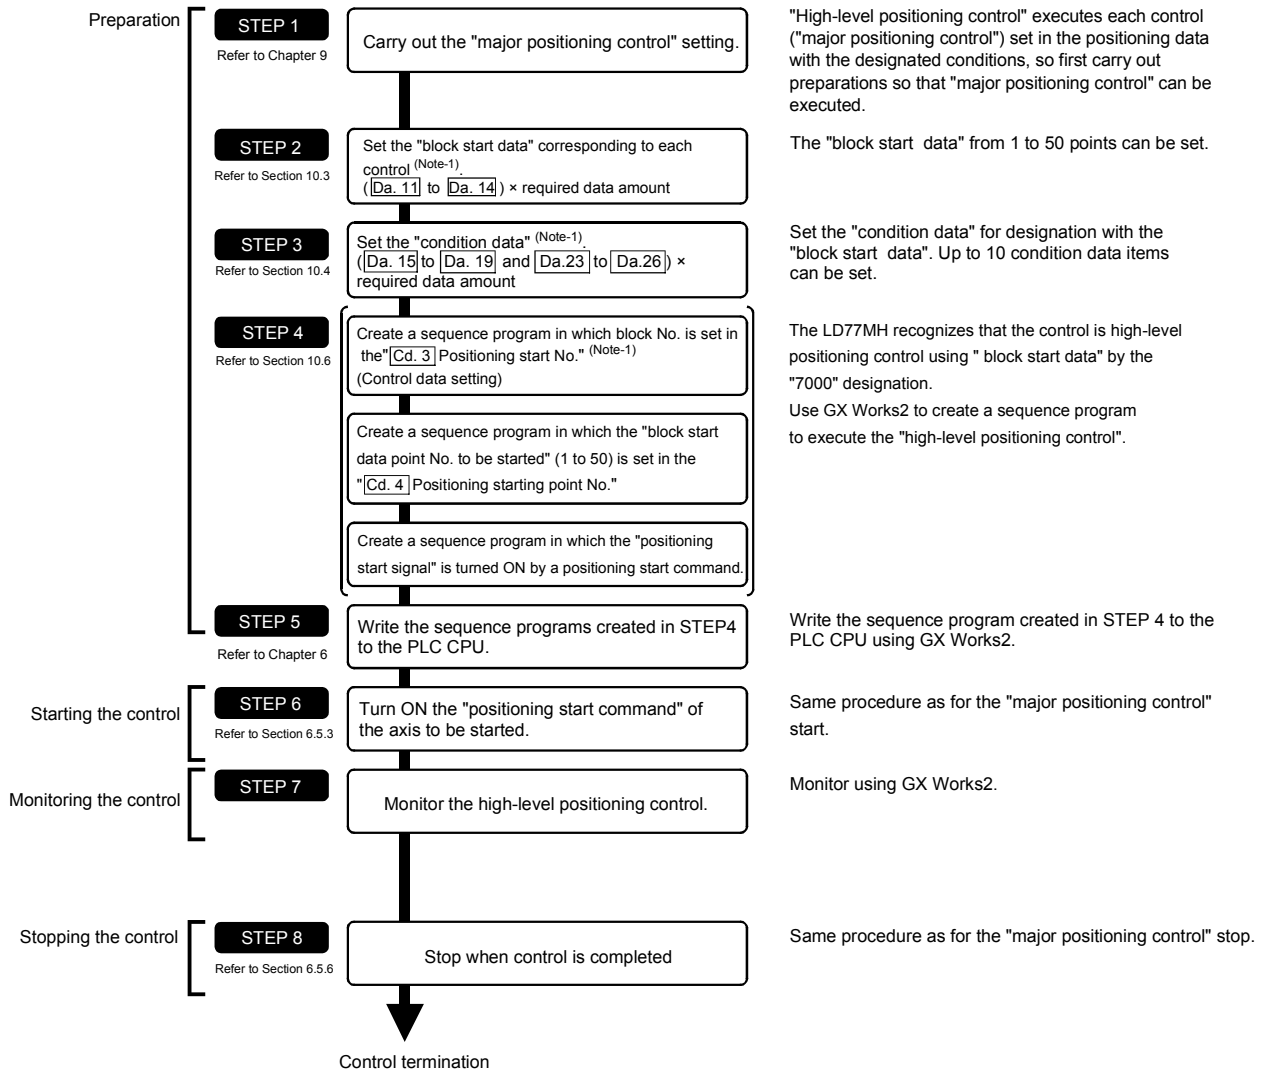 Preparation
STEP 1
Refer to Chapter 9
Carry out the "major positioning control" setting.
"High-level positioning control" executes each control
("major positioning control") set in the positioning data
with the designated conditions, so first carry out
preparations so that "major positioning control" can be
executed.
STEP 2
Refer to Section 10.3
Set the "block start data" corresponding to each
control (Note-1).
( Da. 11 to Da. 14 ) × required data amount
The "block start  data" from 1 to 50 points can be set.
STEP 3
Refer to Section 10.4
Set the "condition data" (Note-1).
( Da. 15 to Da. 19 and Da.23 to Da.26 ) ×
required data amount
Set the "condition data" for designation with the
"block start  data". Up to 10 condition data items
can be set.
STEP 4
Refer to Section 10.6
Create a sequence program in which block No. is set in
the" Cd. 3 Positioning start No." (Note-1)
(Control data setting)
Create a sequence program in which the "block start
data point No. to be started" (1 to 50) is set in the
" Cd. 4 Positioning starting point No."
Create a sequence program in which the "positioning
start signal" is turned ON by a positioning start command.
The LD77MH recognizes that the control is high-level
positioning control using " block start data" by the
"7000" designation.
Use GX Works2 to create a sequence program
to execute the "high-level positioning control".
STEP 5
Refer to Chapter 6
Write the sequence programs created in STEP4
to the PLC CPU.
Write the sequence program created in STEP 4 to the
PLC CPU using GX Works2.
Starting the control
STEP 6
Refer to Section 6.5.3
Turn ON the "positioning start command" of
the axis to be started.
Same procedure as for the "major positioning control"
start.
Monitoring the control
STEP 7
Monitor the high-level positioning control.
Monitor using GX Works2.
Stopping the control
STEP 8
Refer to Section 6.5.6
Stop when control is completed
Same procedure as for the "major positioning control" stop.
Control termination